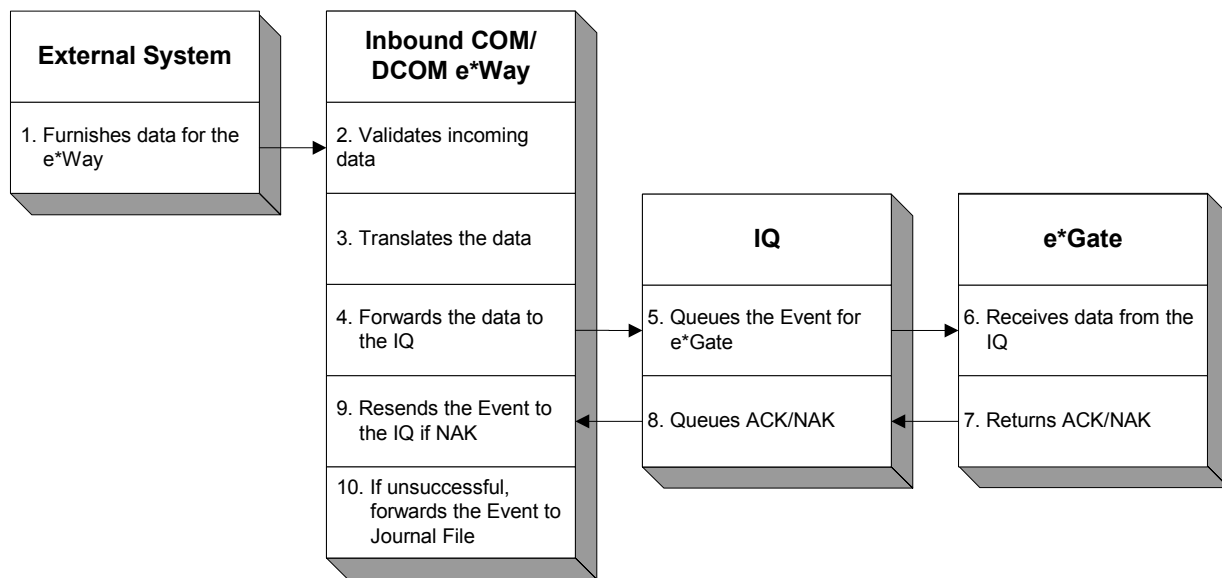 External System
1. Furnishes data for the
e*Way
Inbound COM/
DCOM e*Way
2. Validates incoming
data
3. Translates the data
4. Forwards the data to
the IQ
9. Resends the Event to
the IQ if NAK
10. If unsuccessful,
forwards the Event to
Journal File
IQ
5. Queues the Event for
e*Gate
8. Queues ACK/NAK
e*Gate
6. Receives data from the
IQ
7. Returns ACK/NAK